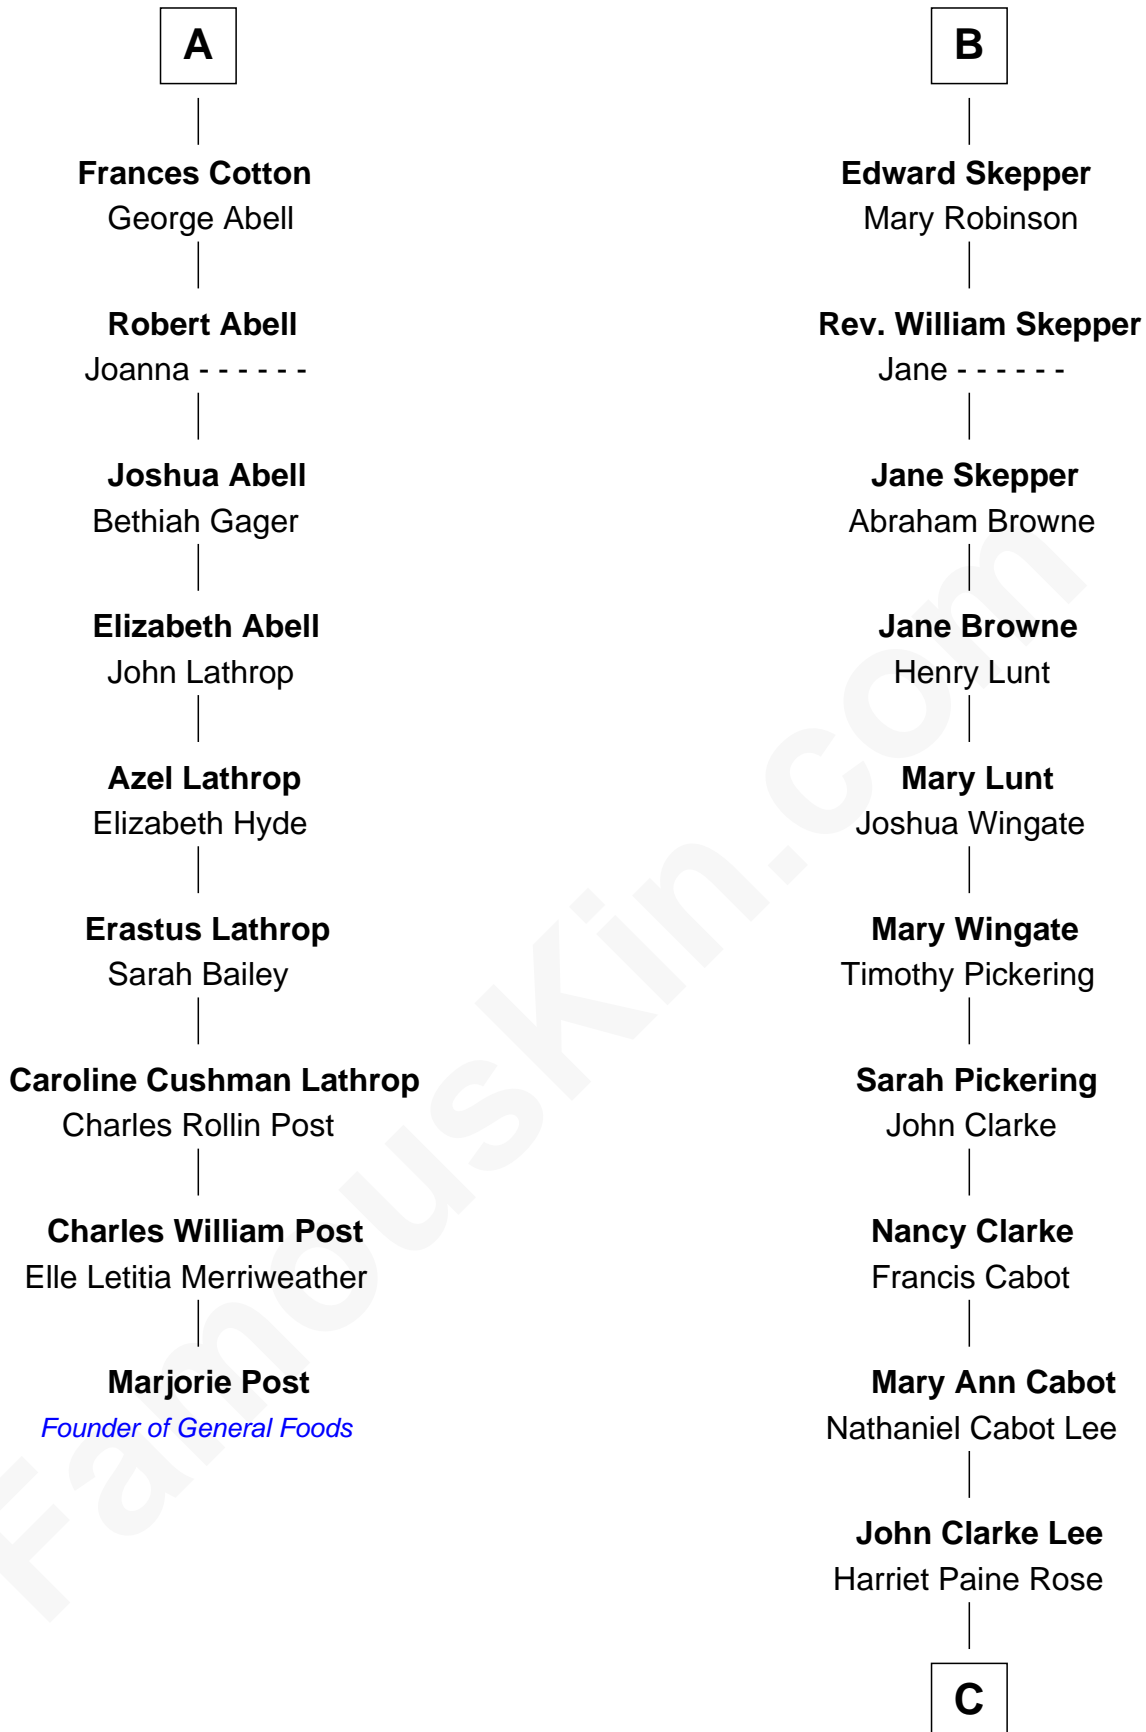 A
Frances Cotton
George Abell
Robert Abell
Joanna - - - - - -
Joshua Abell
Bethiah Gager
Elizabeth Abell
John Lathrop
Azel Lathrop
Elizabeth Hyde
Erastus Lathrop
Sarah Bailey
Caroline Cushman Lathrop
Charles Rollin Post
Charles William Post
Elle Letitia Merriweather
Marjorie Post
Founder of General Foods
B
Edward Skepper
Mary Robinson
Rev. William Skepper
Jane - - - - - -
Jane Skepper
Abraham Browne
Jane Browne
Henry Lunt
Mary Lunt
Joshua Wingate
Mary Wingate
Timothy Pickering
Sarah Pickering
John Clarke
Nancy Clarke
Francis Cabot
Mary Ann Cabot
Nathaniel Cabot Lee
John Clarke Lee
Harriet Paine Rose
C
FamousKin.com